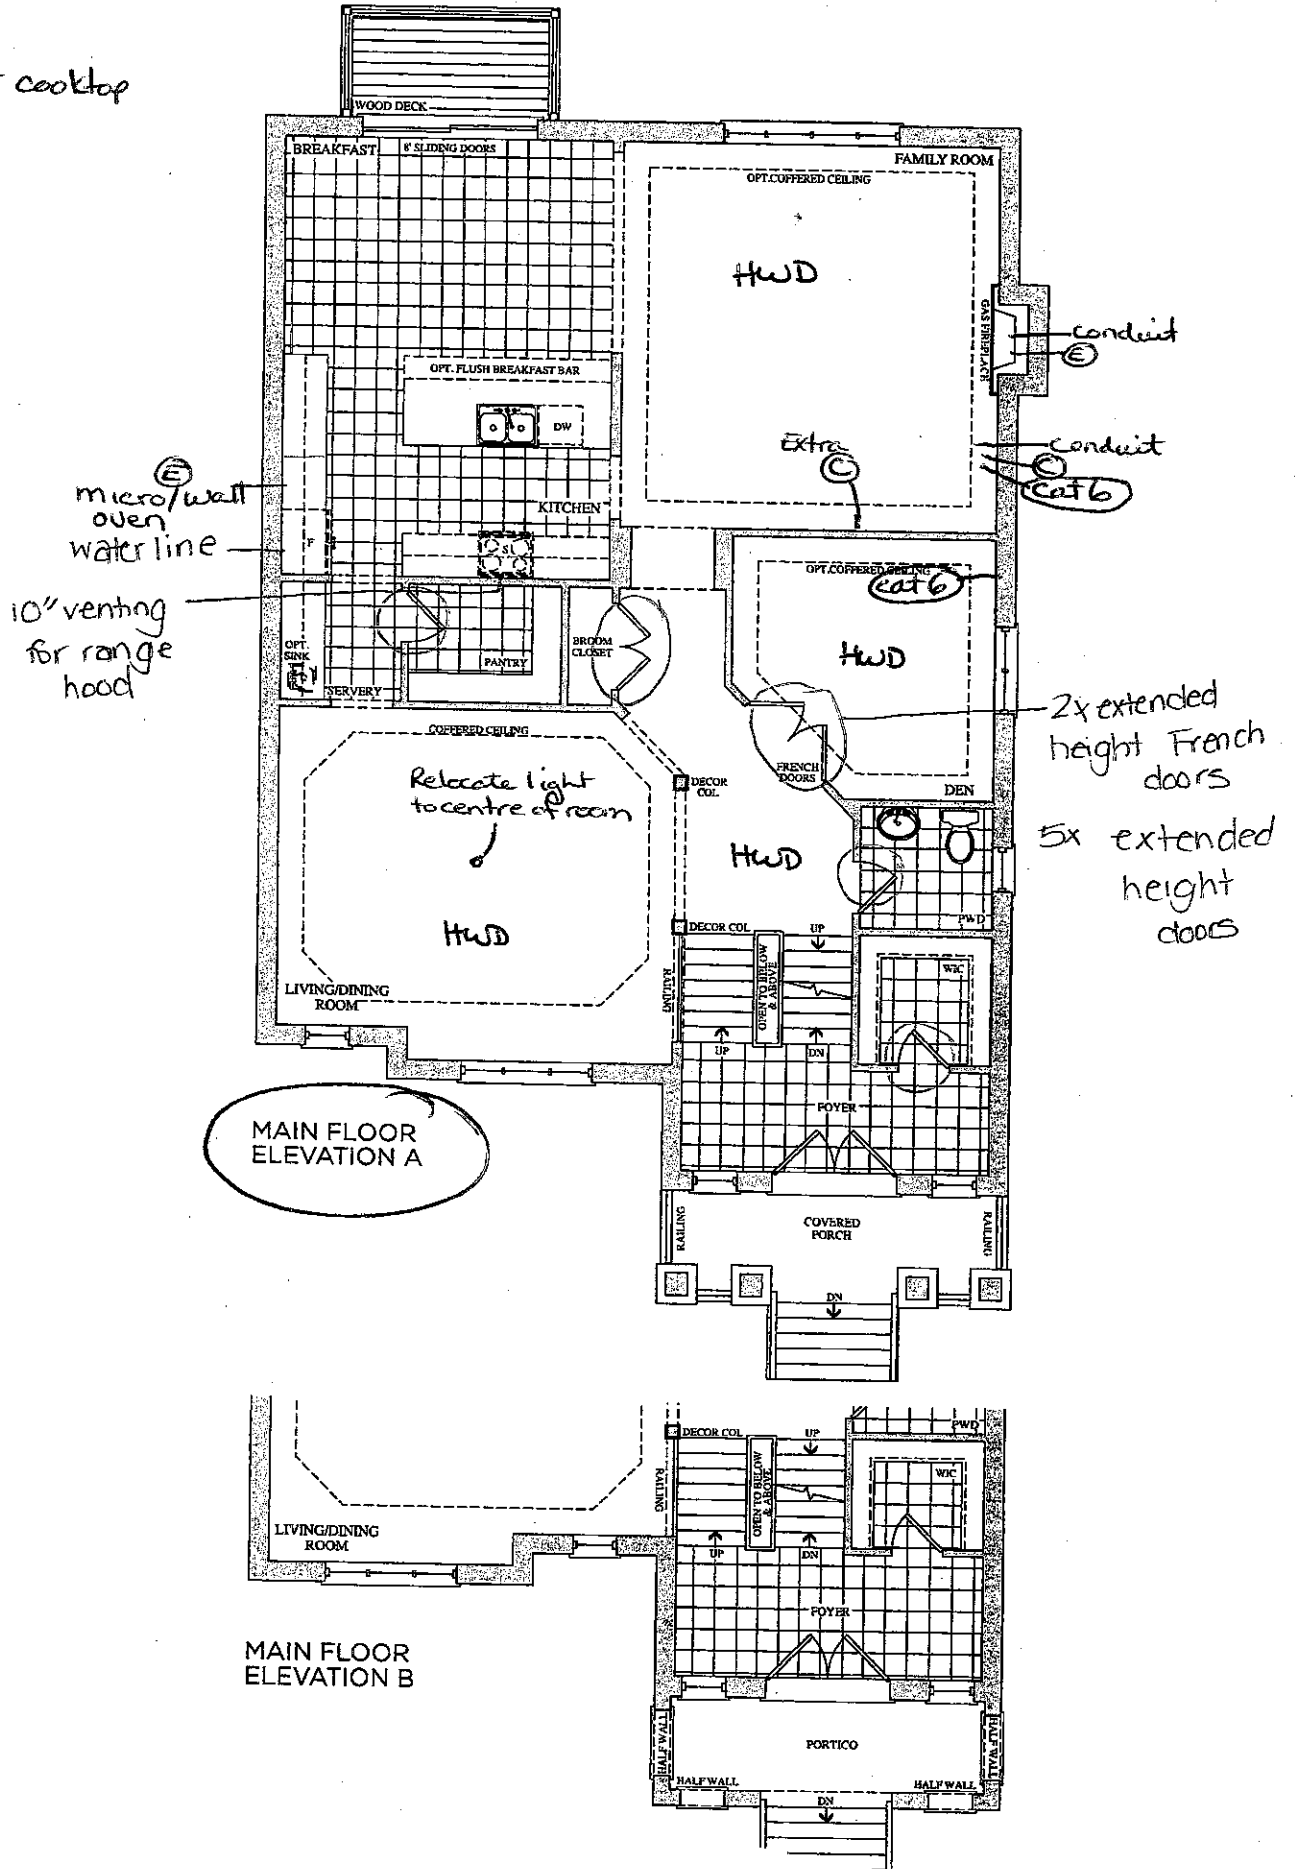 cooktop
WOOD DECK
BREAKFAST
8' SLIDING DOORS
FAMILY ROOM
OPT.COFFERED CEILING
HWD
GAS FIREPLACE
conduit
E
OPT. FLUSH BREAKFAST BAR
DW
Extra
C
conduit
C
cat 6
E
micro/wall
oven
water line
KITCHEN
F
OPT.COFFERED CEILING
cat 6
10" venting
for range
hood
OPT.
SINK
SERVERY
PANTRY
BROOM
CLOSET
HWD
2x extended
height French
doors
FRENCH
DOORS
DEN
COFFERED CEILING
Relocate light
to centre of room
DECOR
COL
5x extended
height
doors
HWD
HWD
PWD
DECOR COL
UP
OPEN TO BELOW
& ABOVE
RAILING
WIC
LIVING/DINING
ROOM
UP
DN
FOYER
MAIN FLOOR
ELEVATION A
RAILING
COVERED
PORCH
RAILING
DN
DECOR COL
UP
PWD
RAILING
OPEN TO BELOW
& ABOVE
WIC
LIVING/DINING
ROOM
UP
DN
FOYER
MAIN FLOOR
ELEVATION B
HALF WALL
PORTICO
HALF WALL
HALF WALL
HALF WALL
DN